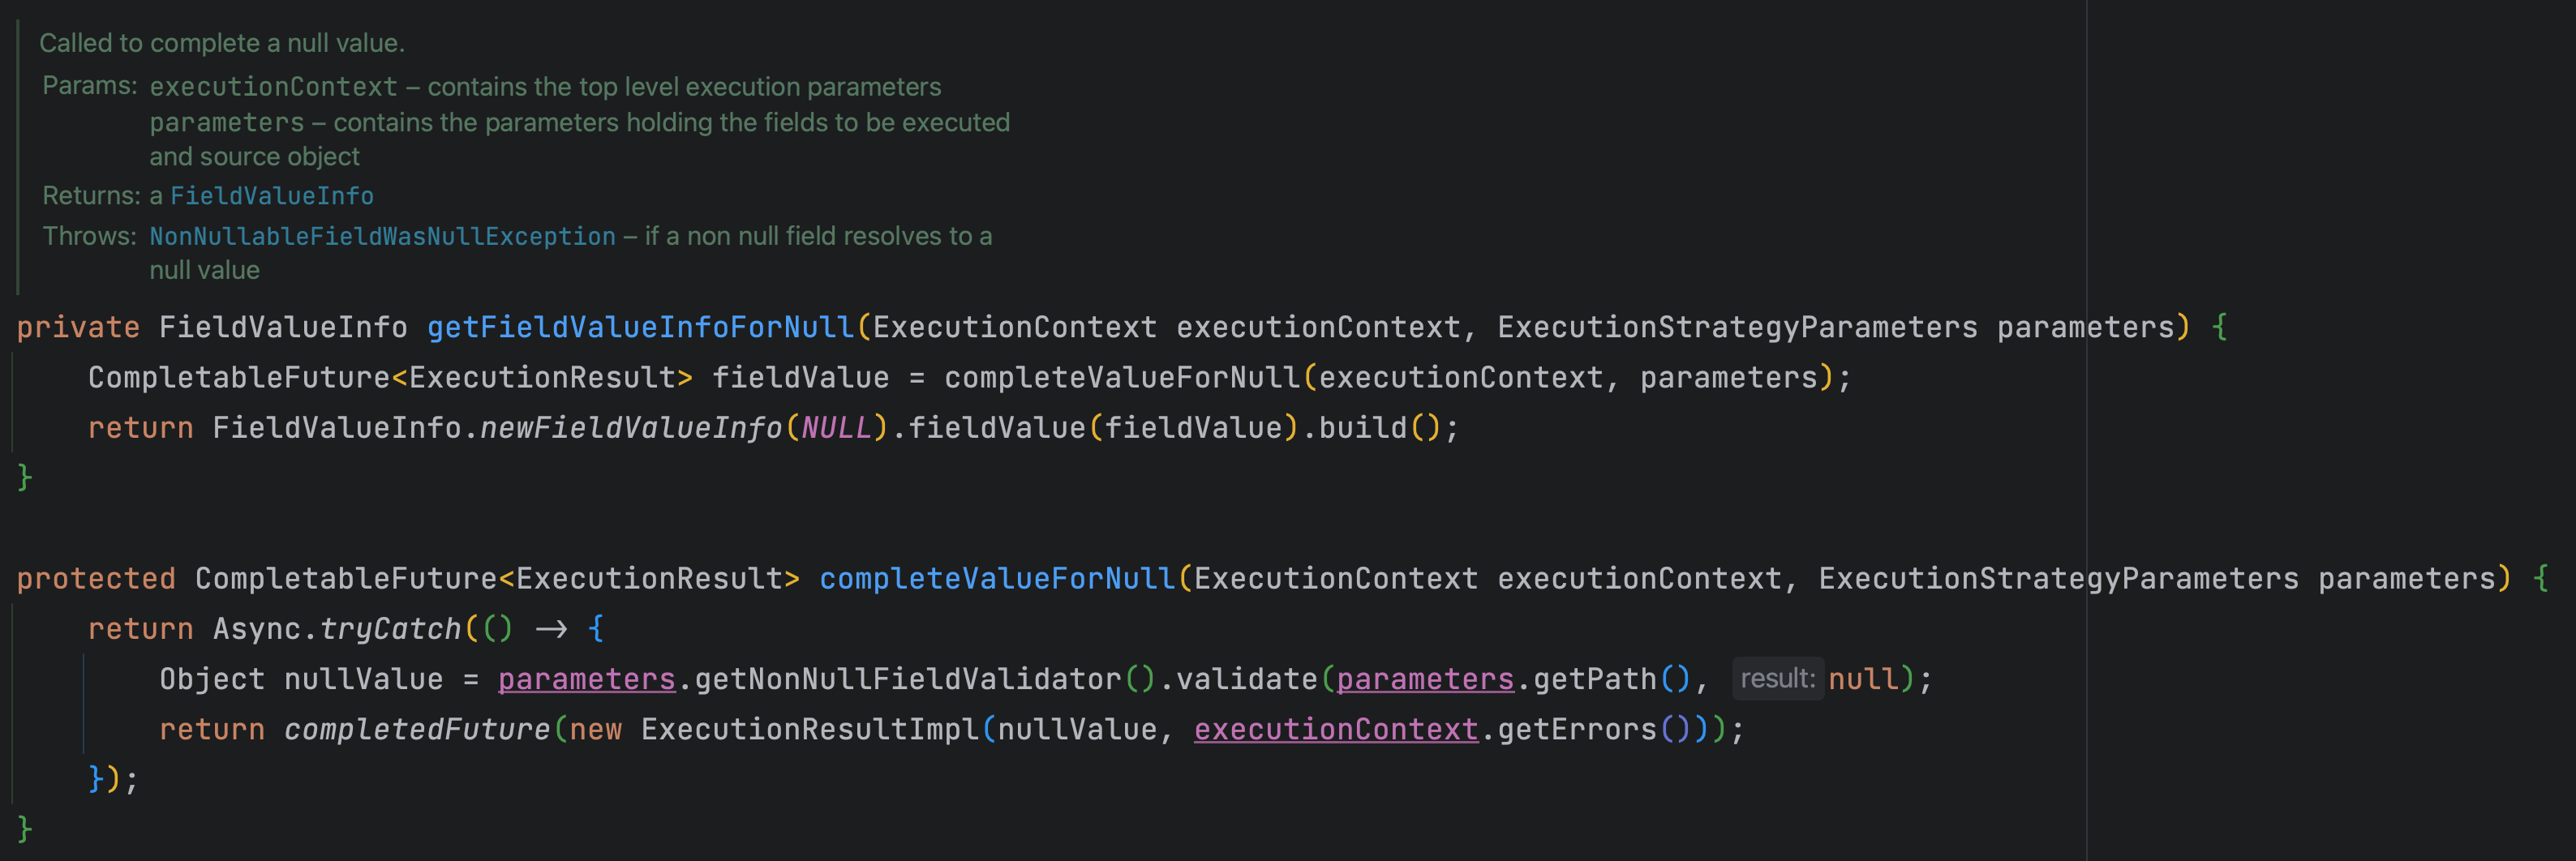 Called to complete a null value.
Params: executionContext – contains the top level execution parameters
parameters – contains the parameters holding the fields to be executed
and source object
Returns: a FieldValueInfo
Throws: NonNullableFieldWasNullException – if a non null field resolves to a
null value
private FieldValueInfo getFieldValueInfoForNull(ExecutionContext executionContext, ExecutionStrategyParameters parameters) {
    CompletableFuture<ExecutionResult> fieldValue = completeValueForNull(executionContext, parameters);
    return FieldValueInfo.newFieldValueInfo(NULL).fieldValue(fieldValue).build();
}
protected CompletableFuture<ExecutionResult> completeValueForNull(ExecutionContext executionContext, ExecutionStrategyParameters parameters) {
    return Async.tryCatch(() → {
        Object nullValue = parameters.getNonNullFieldValidator().validate(parameters.getPath(), result: null);
        return completedFuture(new ExecutionResultImpl(nullValue, executionContext.getErrors()));
    });
}